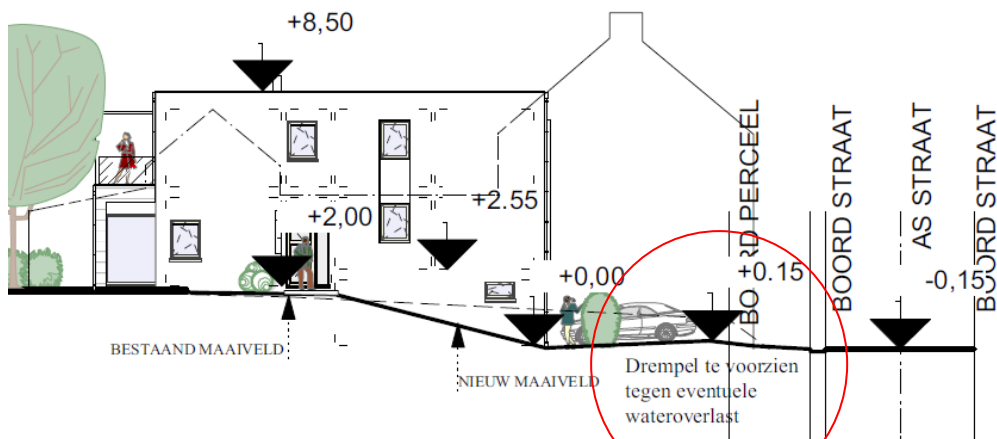 +8,50
+2,00
+2.55
+0,00
BOORD PERCEEL
+0.15
BOORD STRAAT
AS STRAAT
-0,15
BOORD STRAAT
BESTAAND MAAIVELD
NIEUW MAAIVELD
Drempel te voorzien
tegen eventuele
wateroverlast